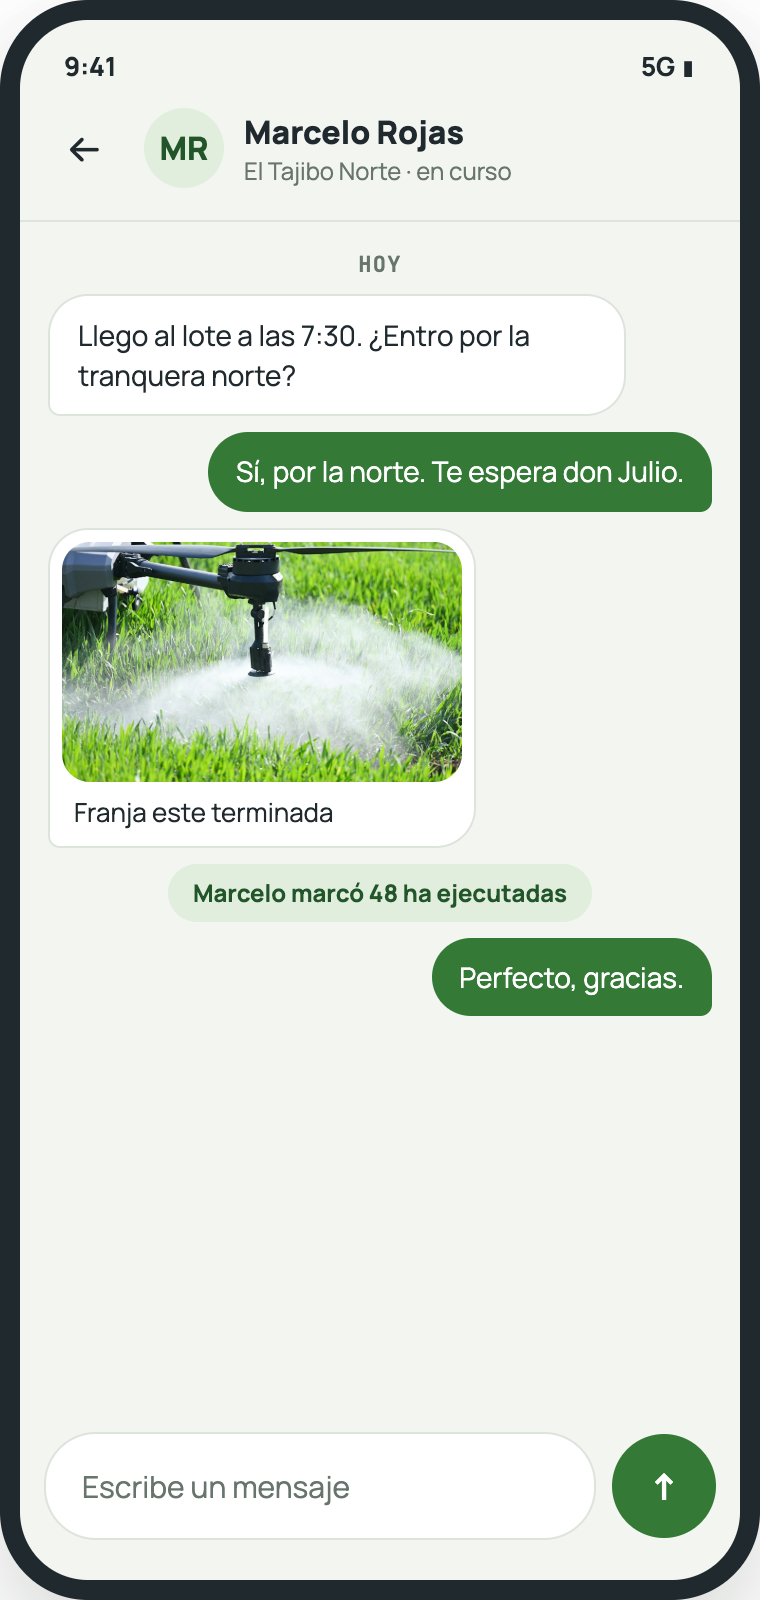 9:41
5G
MR
Marcelo Rojas
El Tajibo Norte · en curso
HOY
Llego al lote a las 7:30. ¿Entro por la
tranquera norte?
Sí, por la norte. Te espera don Julio.
Franja este terminada
Marcelo marcó 48 ha ejecutadas
Perfecto, gracias.
Escribe un mensaje